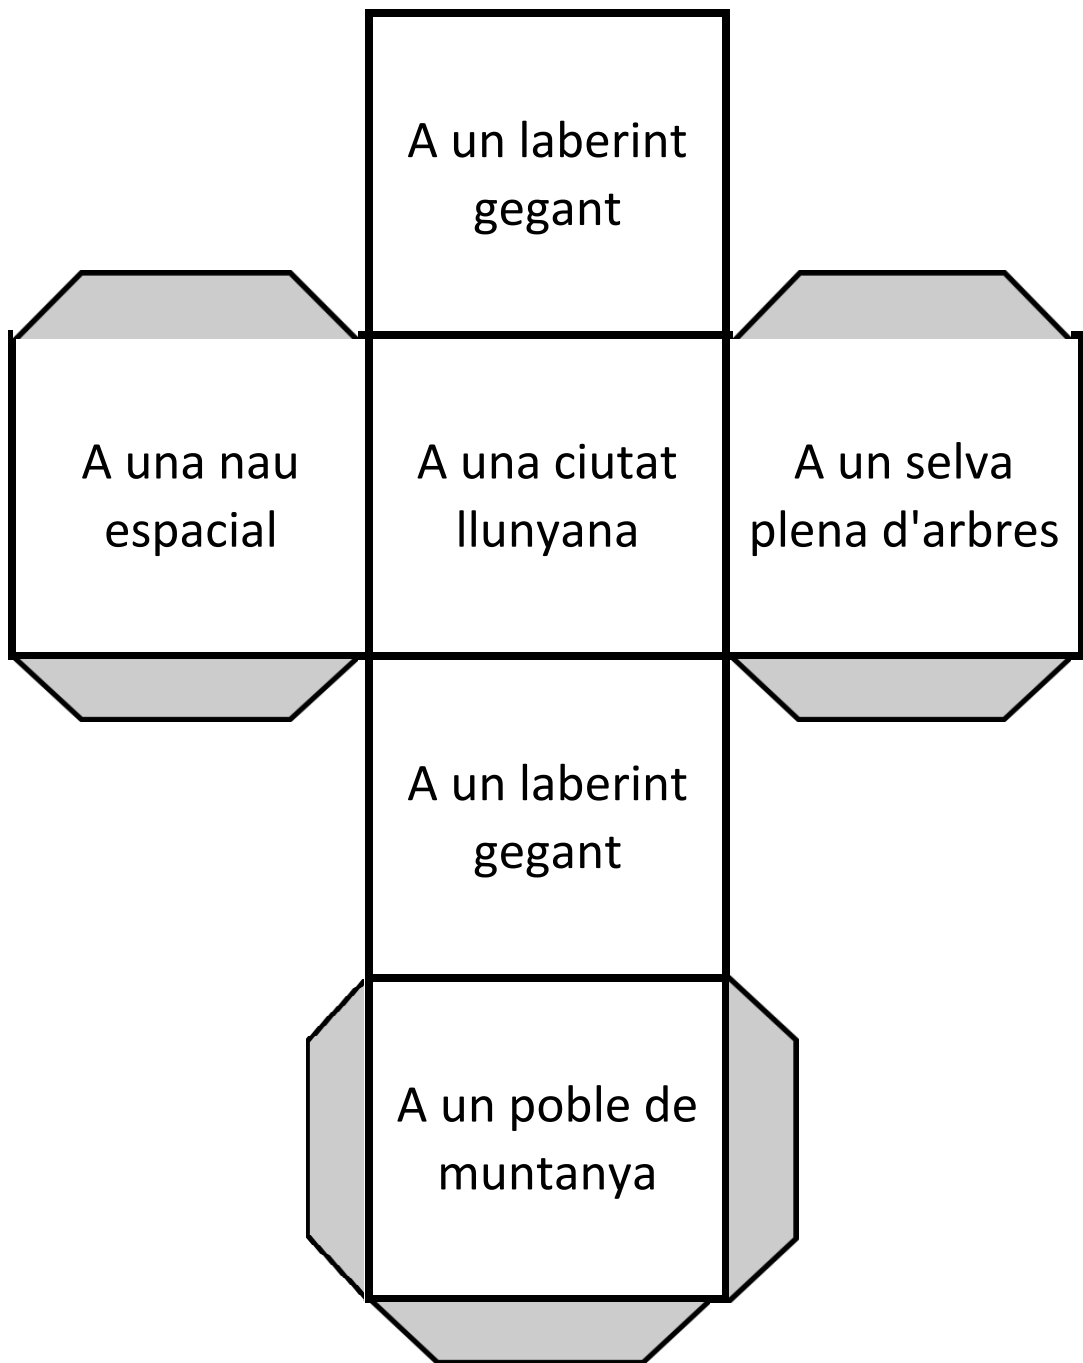 A un laberint
gegant
A una nau
espacial
A una ciutat
llunyana
A un selva
plena d'arbres
A un laberint
gegant
A un poble de
muntanya